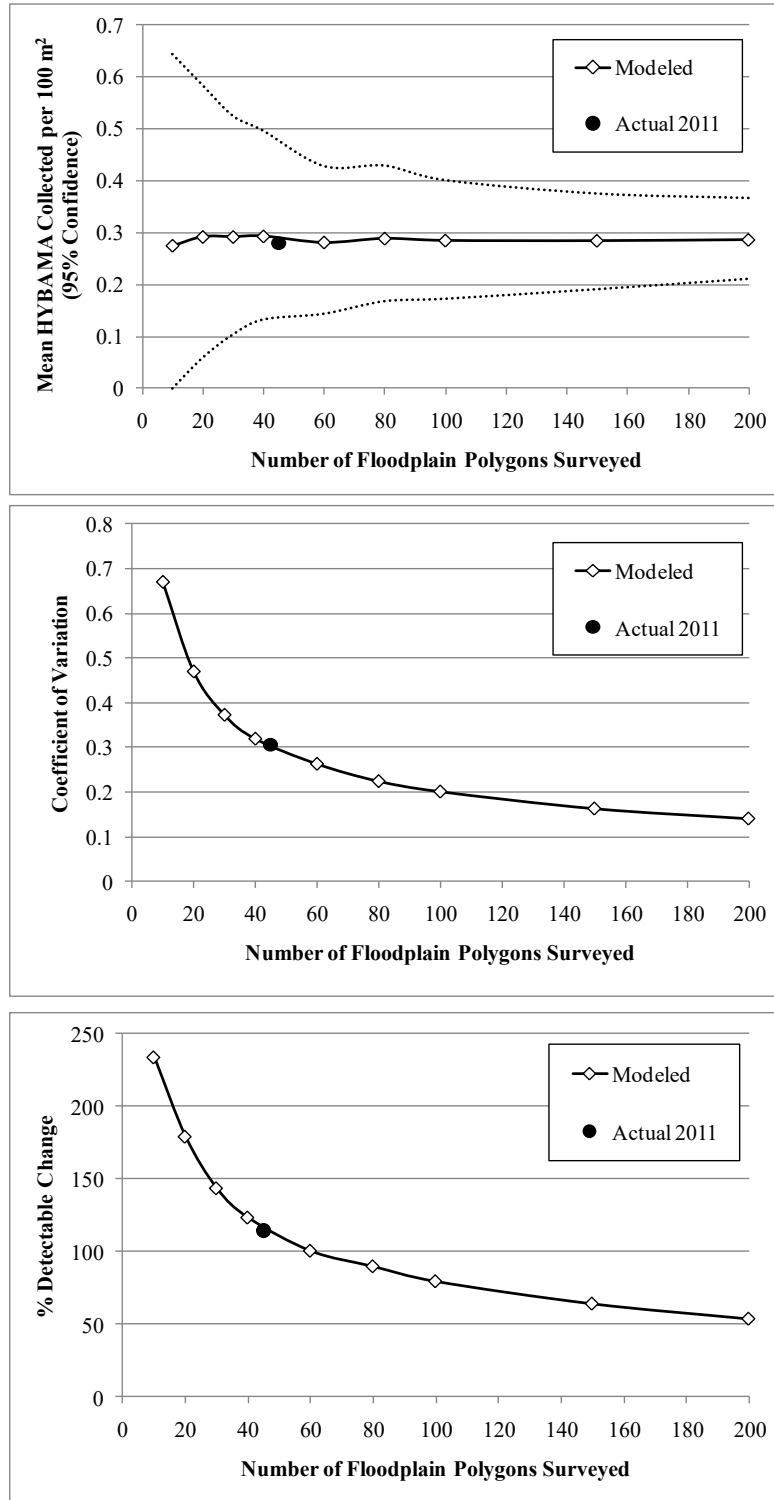 Mean HYBAMA Collected per 100 m²
(95% Confidence)
0.7
0.6
0.5
0.4
0.3
0.2
0.1
0
Modeled
Actual 2011
0 20 40 60 80 100 120 140 160 180 200
Number of Floodplain Polygons Surveyed
Coefficient of Variation
0.8
0.7
0.6
0.5
0.4
0.3
0.2
0.1
0
Modeled
Actual 2011
0 20 40 60 80 100 120 140 160 180 200
Number of Floodplain Polygons Surveyed
% Detectable Change
250
200
150
100
50
0
Modeled
Actual 2011
0 20 40 60 80 100 120 140 160 180 200
Number of Floodplain Polygons Surveyed